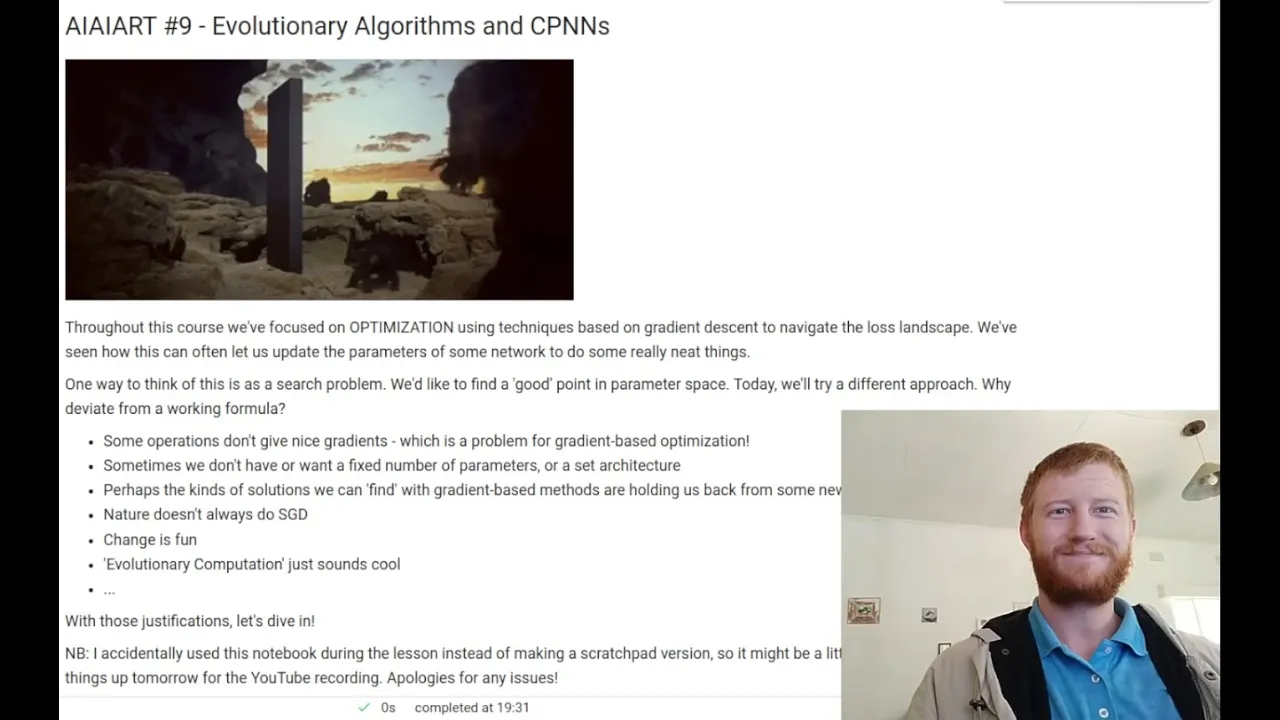 AIAIART #9 - Evolutionary Algorithms and CPNNs
Throughout this course we've focused on OPTIMIZATION using techniques based on gradient descent to navigate the loss landscape. We've
seen how this can often let us update the parameters of some network to do some really neat things.
One way to think of this is as a search problem. We'd like to find a 'good' point in parameter space. Today, we'll try a different approach. Why
deviate from a working formula?
• Some operations don't give nice gradients - which is a problem for gradient-based optimization!
• Sometimes we don't have or want a fixed number of parameters, or a set architecture
• Perhaps the kinds of solutions we can 'find' with gradient-based methods are holding us back from some
• Nature doesn't always do SGD
• Change is fun
• 'Evolutionary Computation' just sounds cool
• ...
With those justifications, let's dive in!
NB: I accidentally used this notebook during the lesson instead of making a scratchpad version, so it might be a
things up tomorrow for the YouTube recording. Apologies for any issues!
✓ 0s completed at 19:31